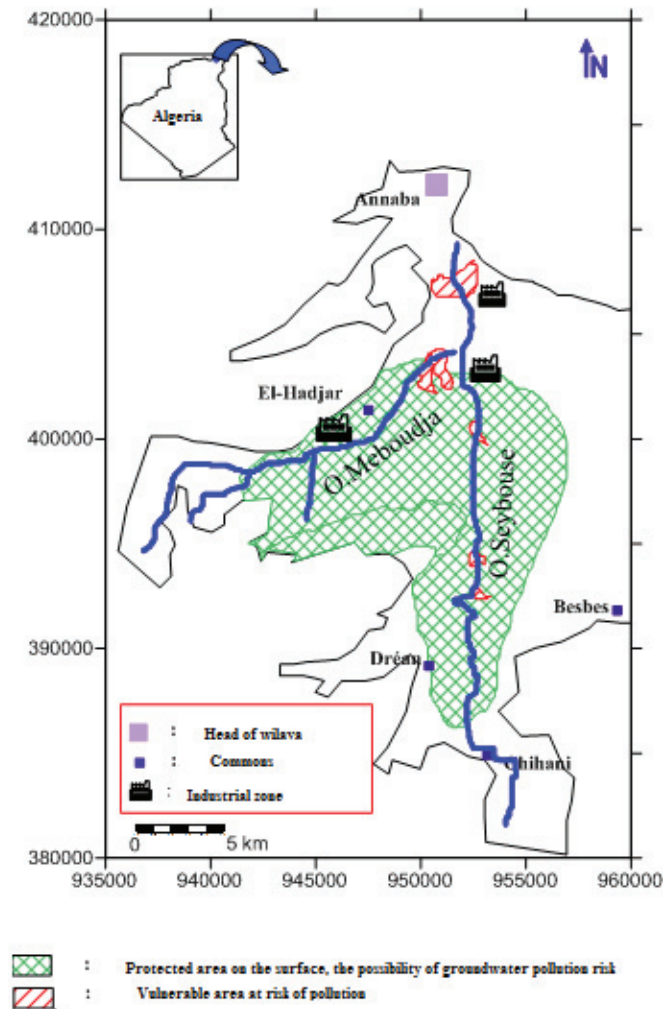 420000
N
Algeria
Annaba
410000
El-Hadjar
400000
O.Meboudja
O.Seybouse
Besbes
390000
Dréan
: Head of wilava
: Commons
: Industrial zone
Chihani
0 5 km
380000
935000 940000 945000 950000 955000 960000
: Protected area on the surface, the possibility of groundwater pollution risk
: Vulnerable area at risk of pollution